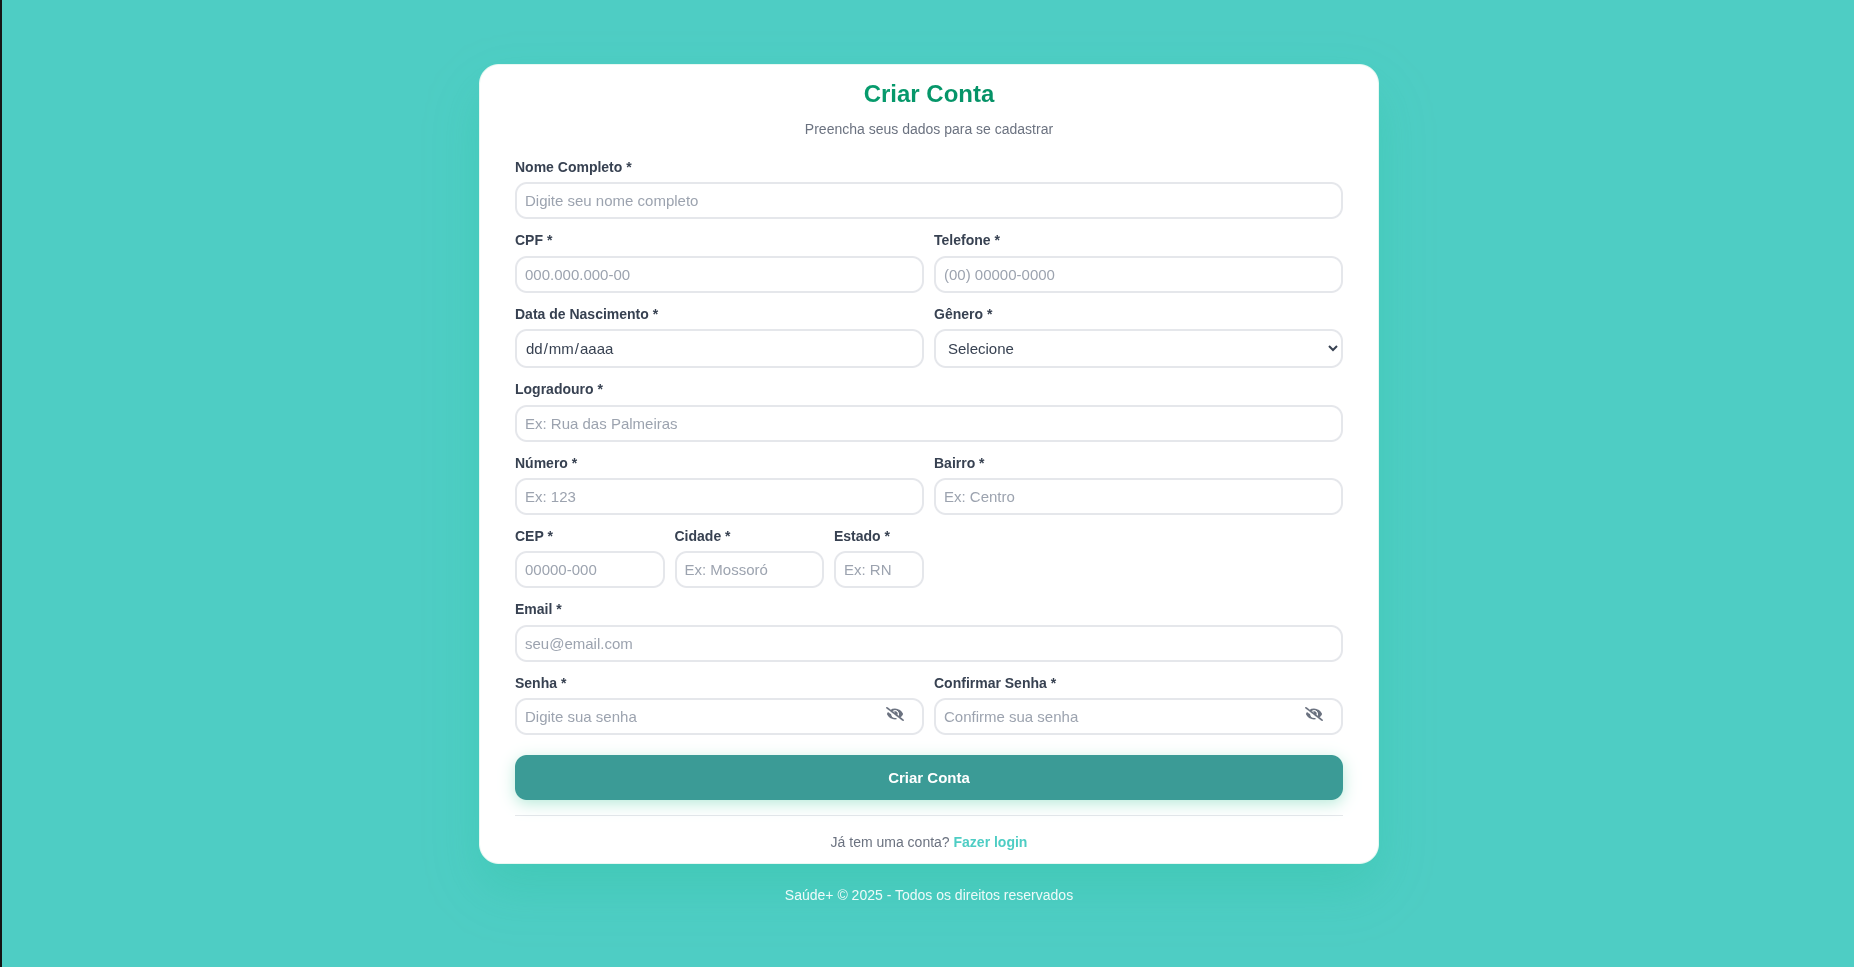 Criar Conta
Preencha seus dados para se cadastrar
Nome Completo *
Digite seu nome completo
CPF * Telefone *
000.000.000-00 (00) 00000-0000
Data de Nascimento * Gênero *
dd/mm/aaaa Selecione
Logradouro *
Ex: Rua das Palmeiras
Número * Bairro *
Ex: 123 Ex: Centro
CEP * Cidade * Estado *
00000-000 Ex: Mossoró Ex: RN
Email *
seu@email.com
Senha * Confirmar Senha *
Digite sua senha Confirme sua senha
Criar Conta
Já tem uma conta? Fazer login
Saúde+ © 2025 - Todos os direitos reservados